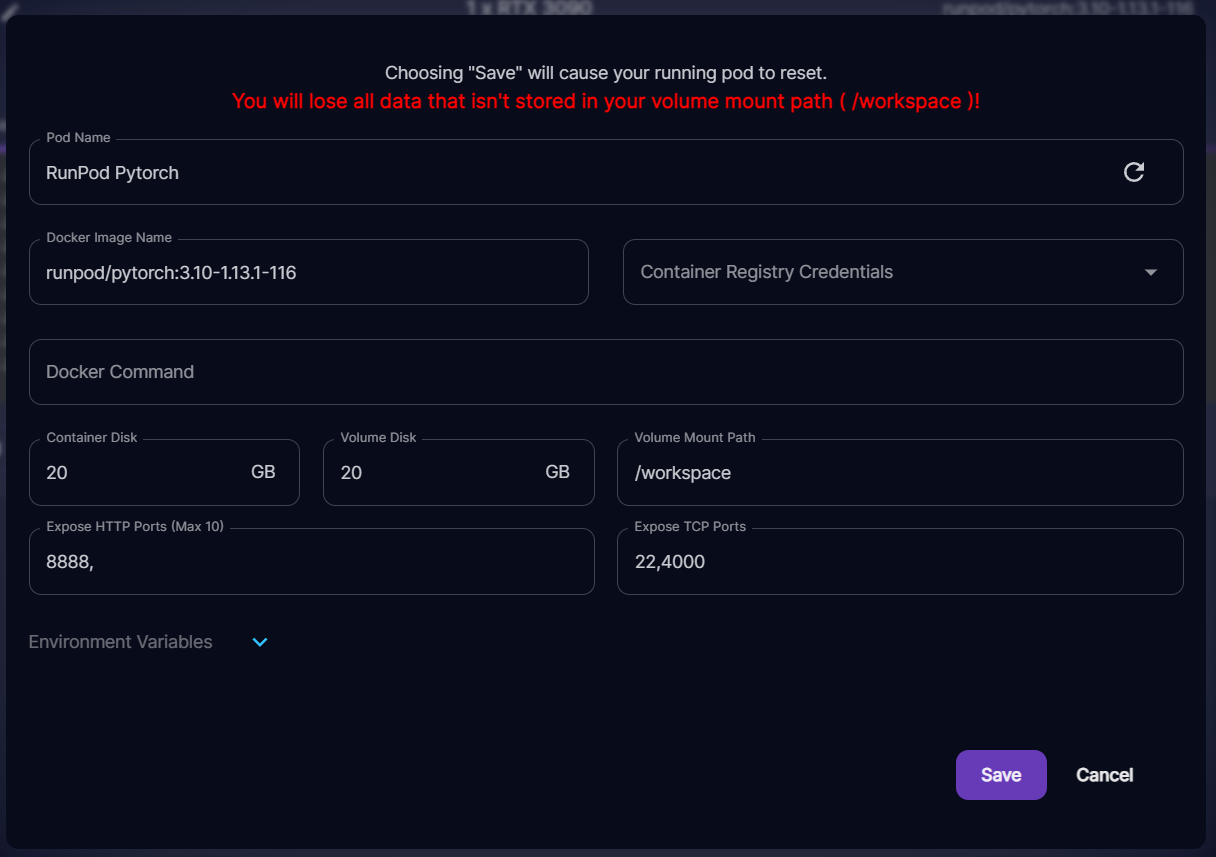 1 x RTX 3090
runpod/pytorch:3.10-1.13.1-116
Choosing "Save" will cause your running pod to reset.
You will lose all data that isn't stored in your volume mount path ( /workspace )!
Pod Name
RunPod Pytorch
Docker Image Name
runpod/pytorch:3.10-1.13.1-116
Container Registry Credentials
Docker Command
Container Disk
20 GB
Volume Disk
20 GB
Volume Mount Path
/workspace
Expose HTTP Ports (Max 10)
8888,
Expose TCP Ports
22,4000
Environment Variables
Save
Cancel